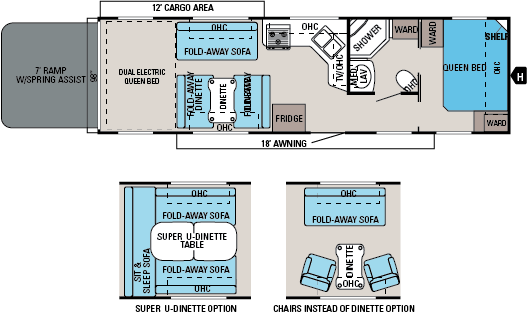 12' CARGO AREA
OHC
FOLD-AWAY SOFA
OHC
SHOWER
WARD
WARD
SHELF
7' RAMP
W/SPRING ASSIST
96"
DUAL ELECTRIC
QUEEN BED
FOLD-AWAY
DINETTE
DINETTE
TV/OHC
MED
LAV
OHC
QUEEN BED
OHC
H
OHC
FRIDGE
WARD
18' AWNING
OHC
FOLD-AWAY SOFA
SUPER U-DINETTE
TABLE
SIT &
SLEEP SOFA
FOLD-AWAY SOFA
OHC
OHC
FOLD-AWAY SOFA
DINETTE
OHC
SUPER U-DINETTE OPTION
CHAIRS INSTEAD OF DINETTE OPTION